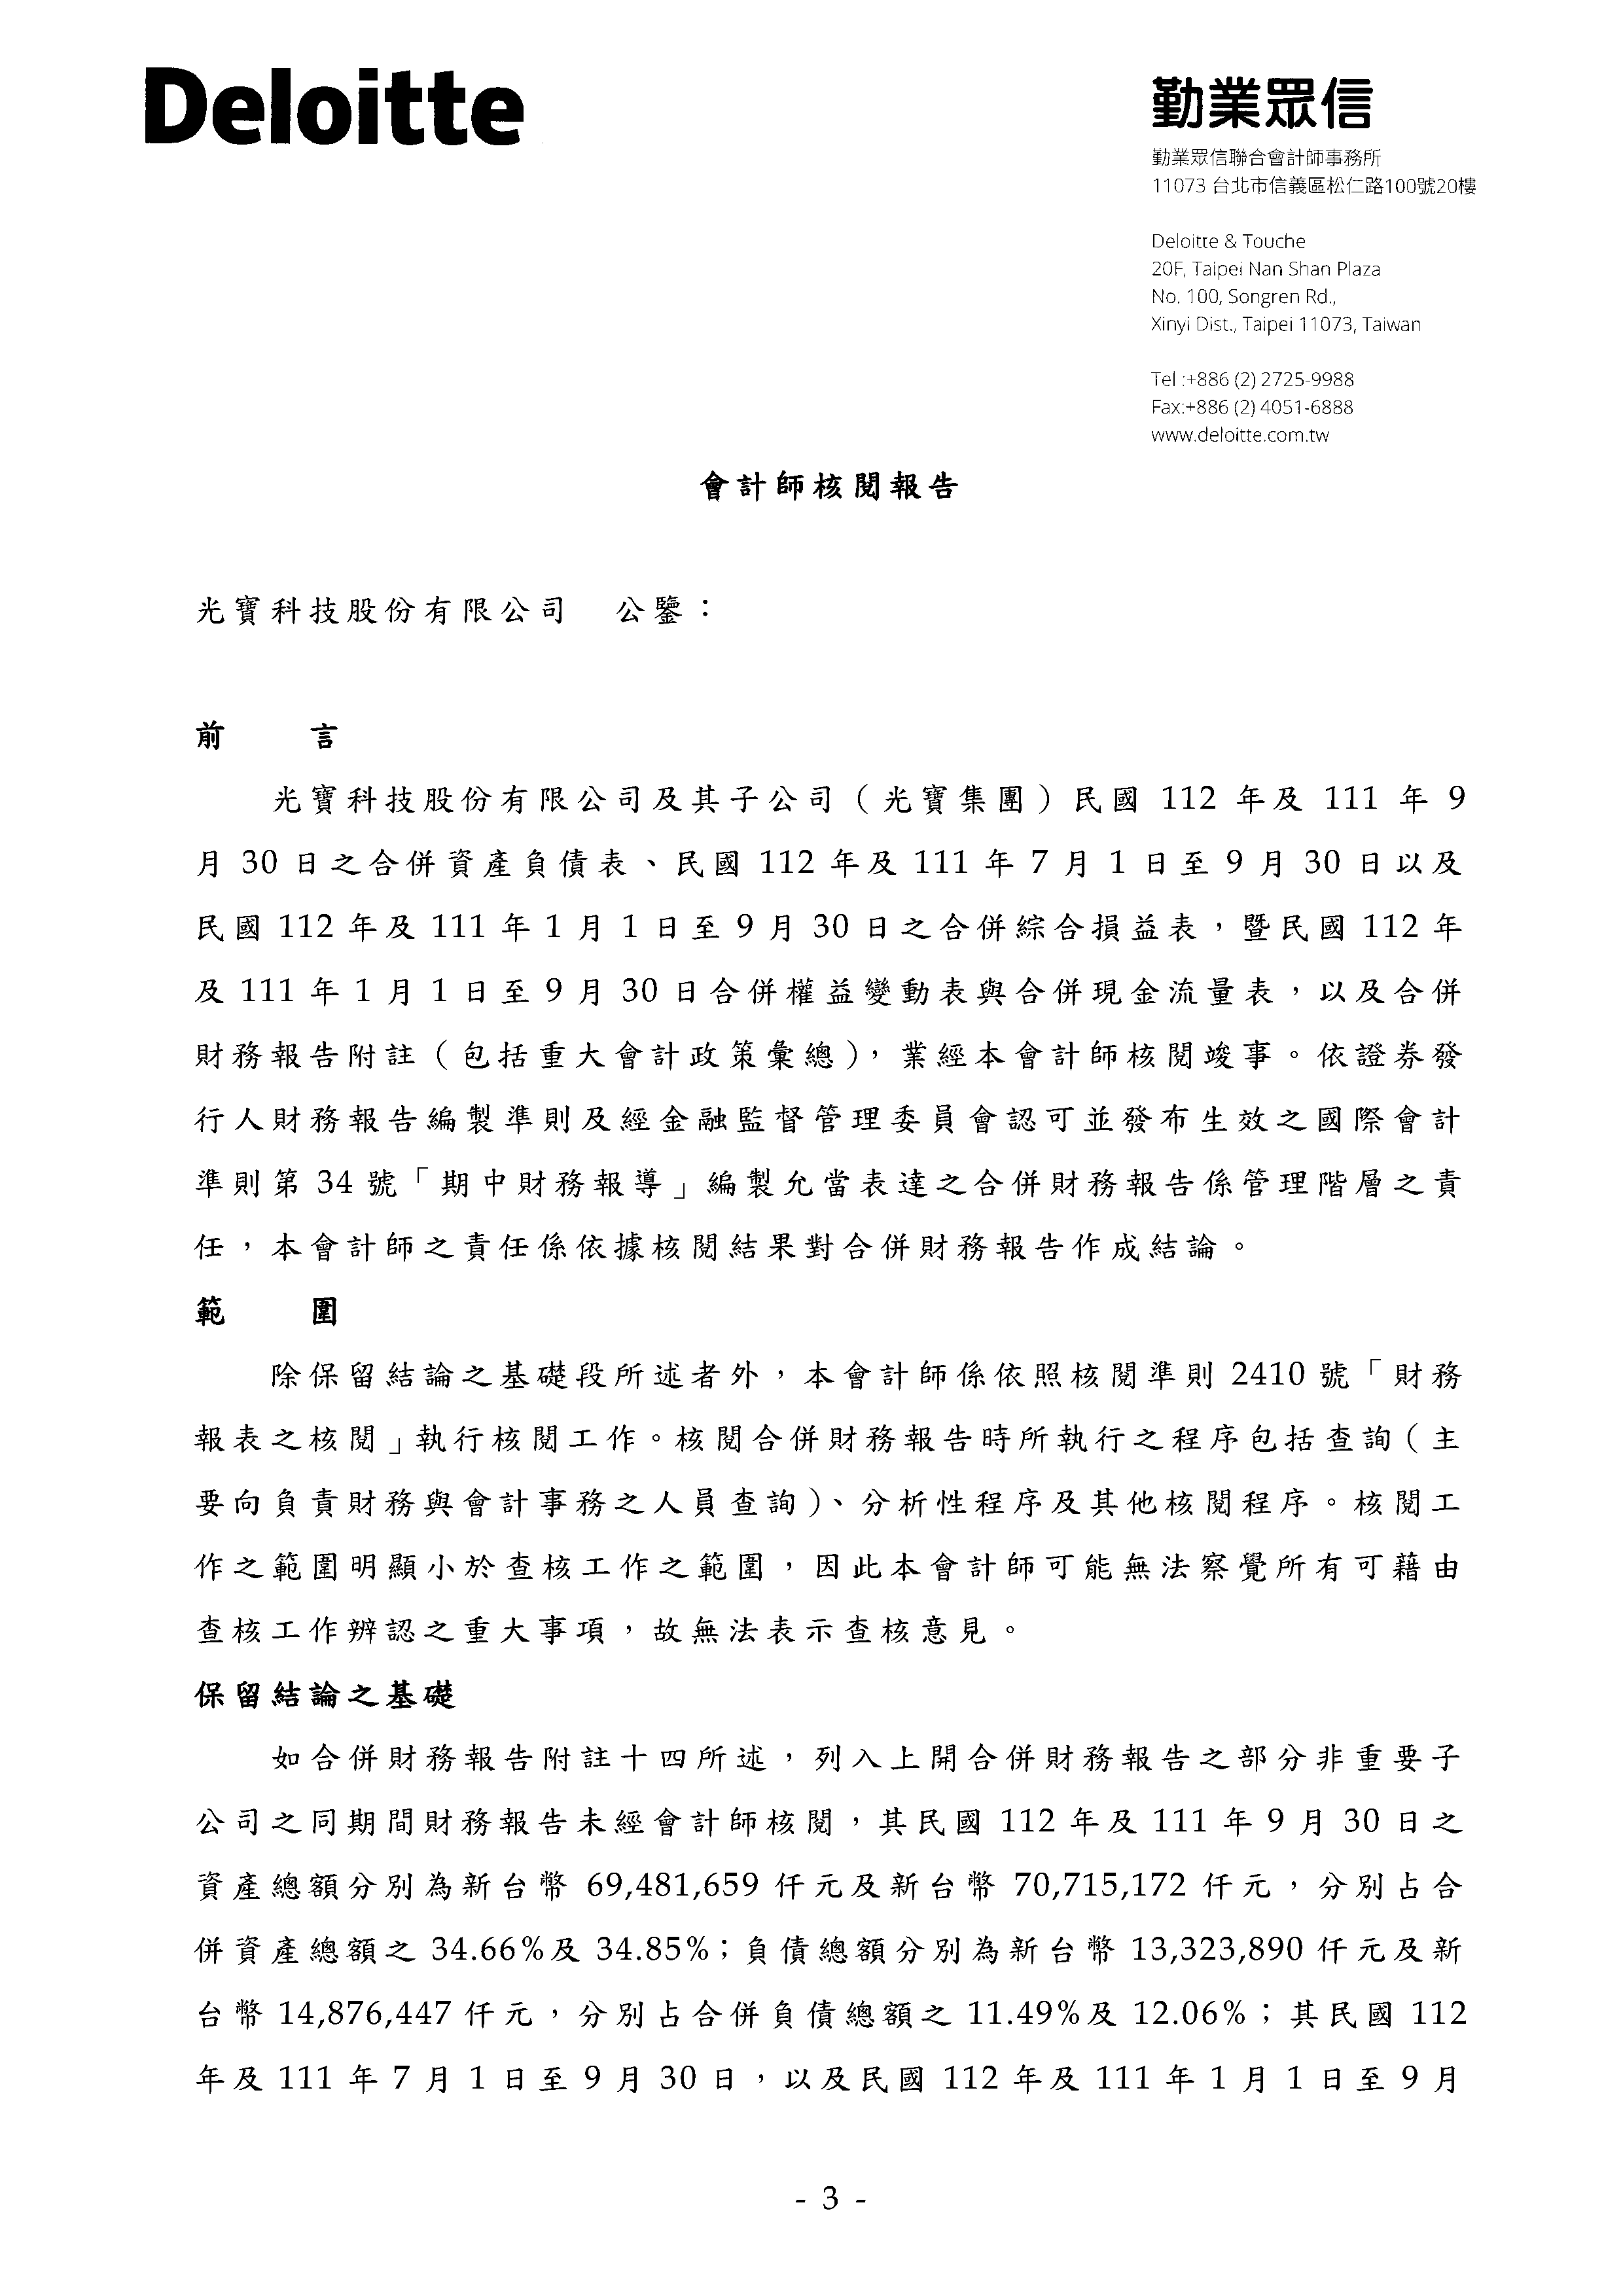 Deloitte
勤業眾信
勤業眾信聯合會計師事務所
11073 台北市信義區松仁路100號20樓
Deloitte & Touche
20F, Taipei Nan Shan Plaza
No. 100, Songren Rd.,
Xinyi Dist., Taipei 11073, Taiwan
Tel :+886 (2) 2725-9988
Fax:+886 (2) 4051-6888
www.deloitte.com.tw
會計師核閱報告
光寶科技股份有限公司　公鑒：
前　　言
光寶科技股份有限公司及其子公司（光寶集團）民國 112 年及 111 年 9
月 30 日之合併資產負債表、民國 112 年及 111 年 7 月 1 日至 9 月 30 日以及
民國 112 年及 111 年 1 月 1 日至 9 月 30 日之合併綜合損益表，暨民國 112 年
及 111 年 1 月 1 日至 9 月 30 日合併權益變動表與合併現金流量表，以及合併
財務報告附註（包括重大會計政策彙總），業經本會計師核閱竣事。依證券發
行人財務報告編製準則及經金融監督管理委員會認可並發布生效之國際會計
準則第 34 號「期中財務報導」編製允當表達之合併財務報告係管理階層之責
任，本會計師之責任係依據核閱結果對合併財務報告作成結論。
範　　圍
除保留結論之基礎段所述者外，本會計師係依照核閱準則 2410 號「財務
報表之核閱」執行核閱工作。核閱合併財務報告時所執行之程序包括查詢（主
要向負責財務與會計事務之人員查詢）、分析性程序及其他核閱程序。核閱工
作之範圍明顯小於查核工作之範圍，因此本會計師可能無法察覺所有可藉由
查核工作辨認之重大事項，故無法表示查核意見。
保留結論之基礎
如合併財務報告附註十四所述，列入上開合併財務報告之部分非重要子
公司之同期間財務報告未經會計師核閱，其民國 112 年及 111 年 9 月 30 日之
資產總額分別為新台幣 69,481,659 仟元及新台幣 70,715,172 仟元，分別占合
併資產總額之 34.66%及 34.85%；負債總額分別為新台幣 13,323,890 仟元及新
台幣 14,876,447 仟元，分別占合併負債總額之 11.49%及 12.06%；其民國 112
年及 111 年 7 月 1 日至 9 月 30 日，以及民國 112 年及 111 年 1 月 1 日至 9 月
- 3 -